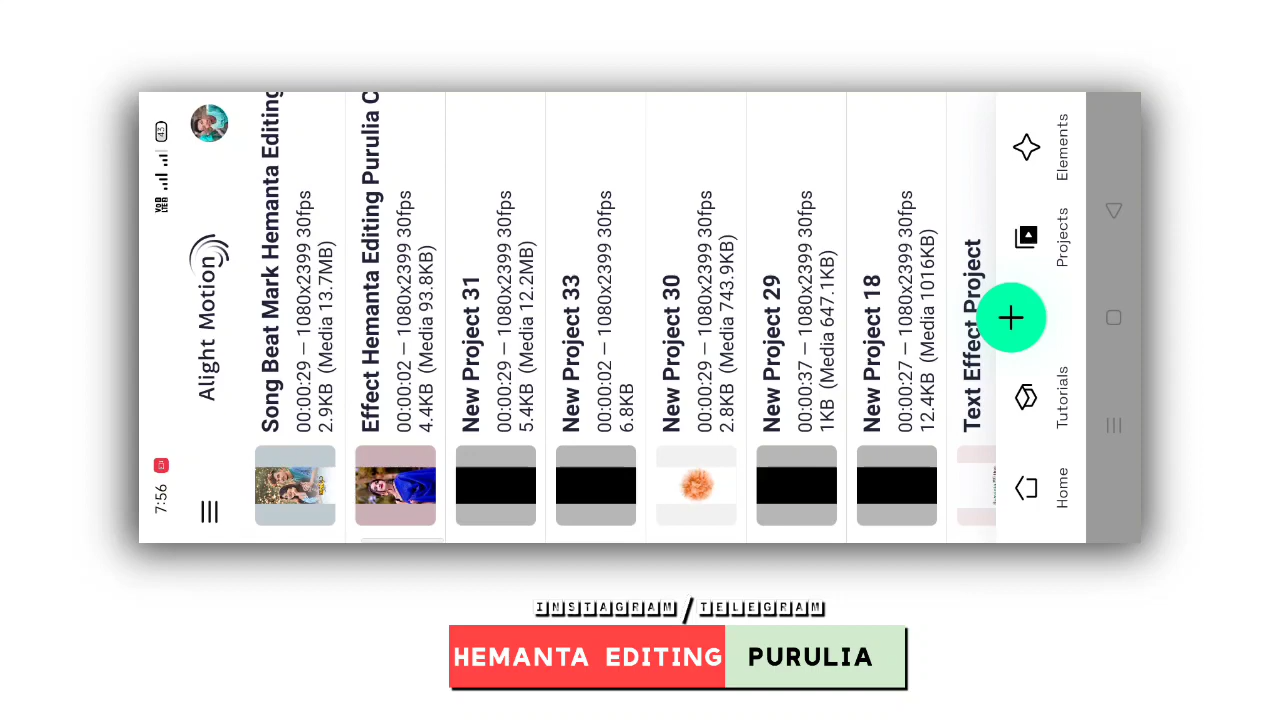 7:56
VoD LTE
43
Alight Motion
Song Beat Mark Hemanta Editing
00:00:29 — 1080x2399 30fps
2.9KB (Media 13.7MB)
Effect Hemanta Editing Purulia C
00:00:02 — 1080x2399 30fps
4.4KB (Media 93.8KB)
New Project 31
00:00:29 — 1080x2399 30fps
5.4KB (Media 12.2MB)
New Project 33
00:00:02 — 1080x2399 30fps
6.8KB
New Project 30
00:00:29 — 1080x2399 30fps
2.8KB (Media 743.9KB)
New Project 29
00:00:37 — 1080x2399 30fps
1KB (Media 647.1KB)
New Project 18
00:00:27 — 1080x2399 30fps
12.4KB (Media 1016KB)
Text Effect Project
Home
Tutorials
Projects
Elements
INSTAGRAM/TELEGRAM
HEMANTA EDITING PURULIA